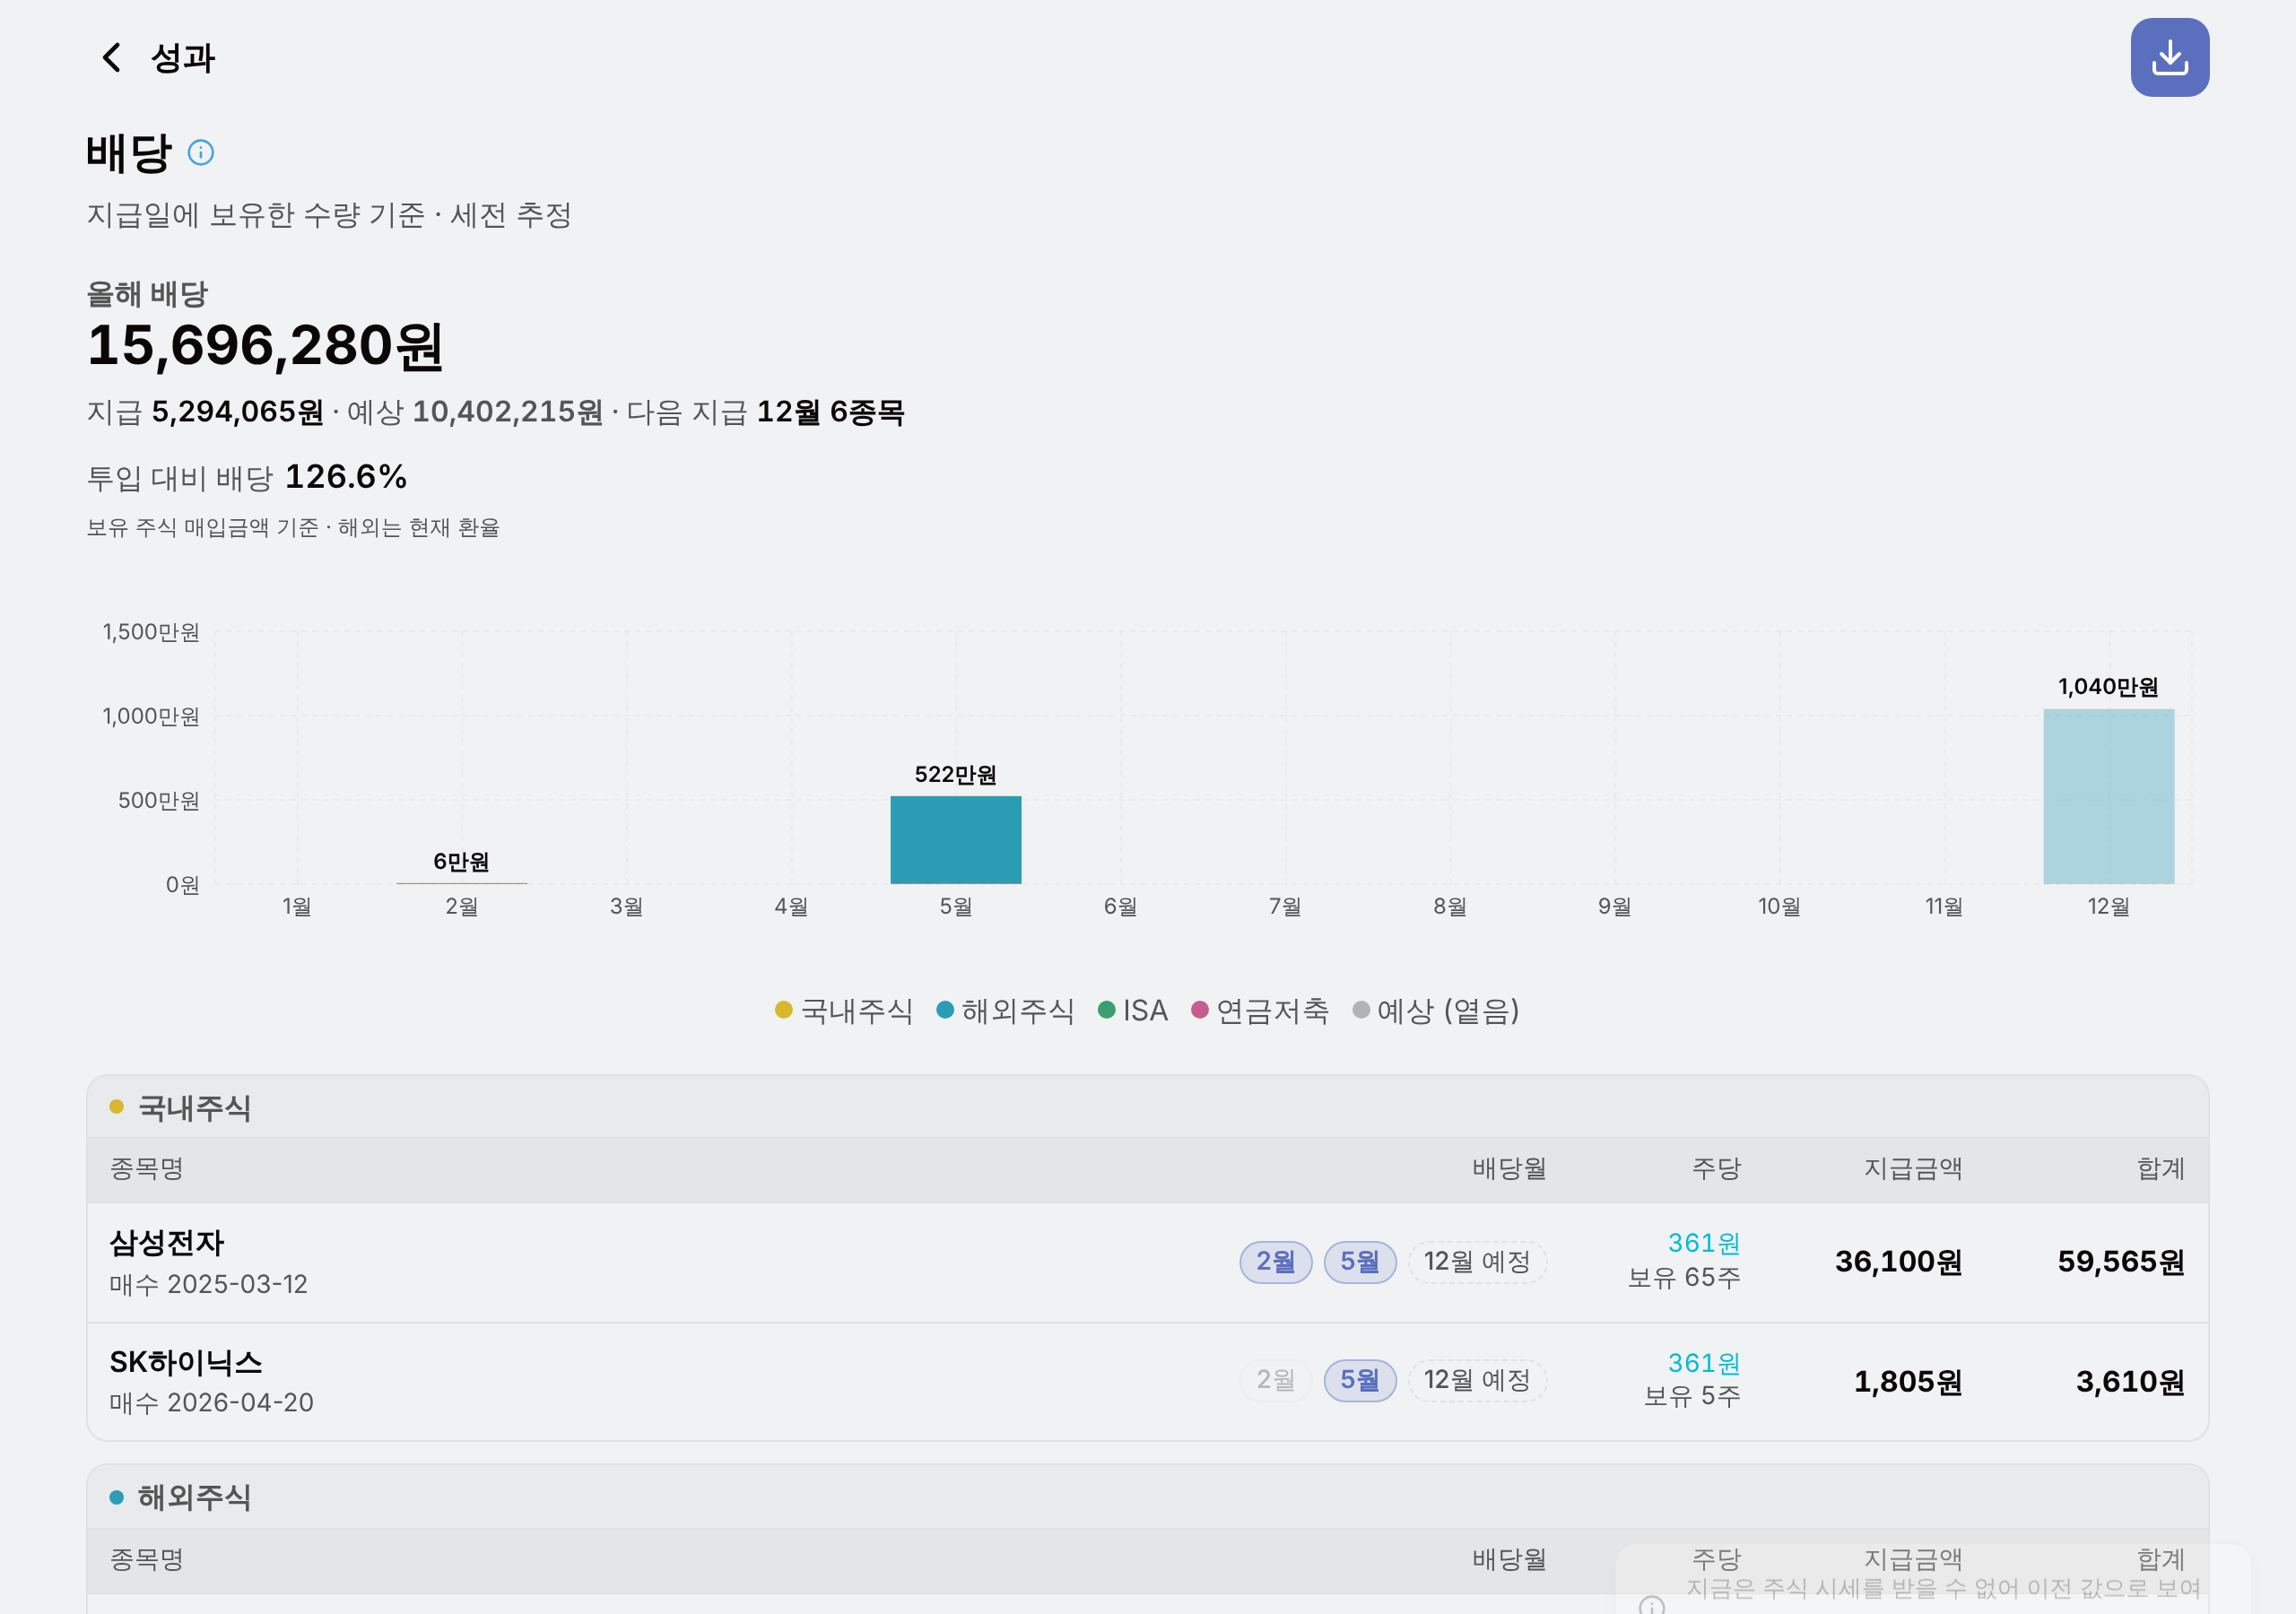 성과
배당
지급일에 보유한 수량 기준 · 세전 추정
올해 배당
15,696,280원
지급 5,294,065원 · 예상 10,402,215원 · 다음 지급 12월 6종목
투입 대비 배당 126.6%
보유 주식 매입금액 기준 · 해외는 현재 환율
1,500만원
1,000만원
500만원
0원
6만원
522만원
1,040만원
1월 2월 3월 4월 5월 6월 7월 8월 9월 10월 11월 12월
국내주식 해외주식 ISA 연금저축 예상 (옅음)
국내주식
종목명 배당월 주당 지급금액 합계
삼성전자 2월 5월 12월 예정 361원 36,100원 59,565원
매수 2025-03-12 보유 65주
SK하이닉스 2월 5월 12월 예정 361원 1,805원 3,610원
매수 2026-04-20 보유 5주
해외주식
종목명 배당월 주당 지급금액 합계
지금은 주식 시세를 받을 수 없어 이전 값으로 보여